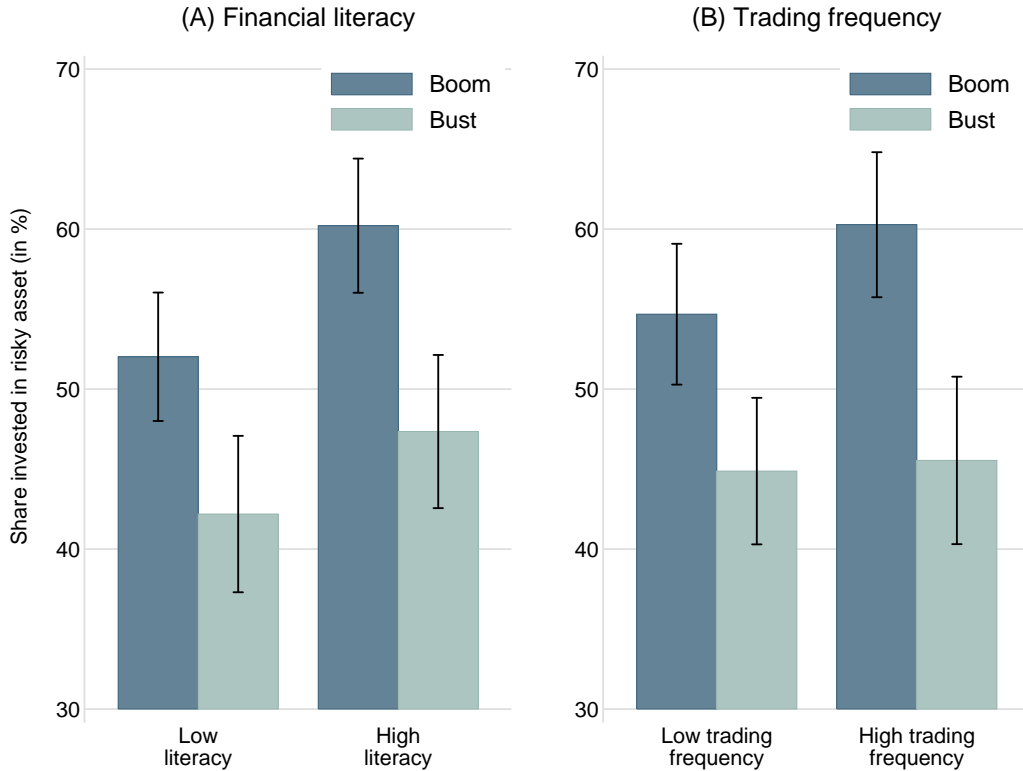 (A) Financial literacy
Share invested in risky asset (in %)
70
60
50
40
30
Boom
Bust
Low
literacy
High
literacy
(B) Trading frequency
70
60
50
40
30
Boom
Bust
Low trading
frequency
High trading
frequency